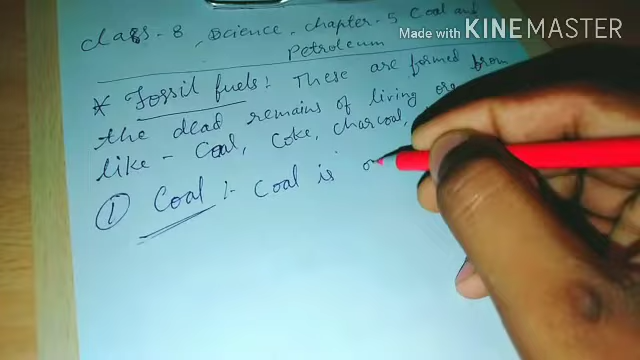 Made with KINEMASTER
Class - 8, Science, chapter - 5 Coal and
Petroleum
* Fossil fuels: These are formed from
the dead remains of living
like - Coal, Coke, Charcoal,
① Coal :- Coal is